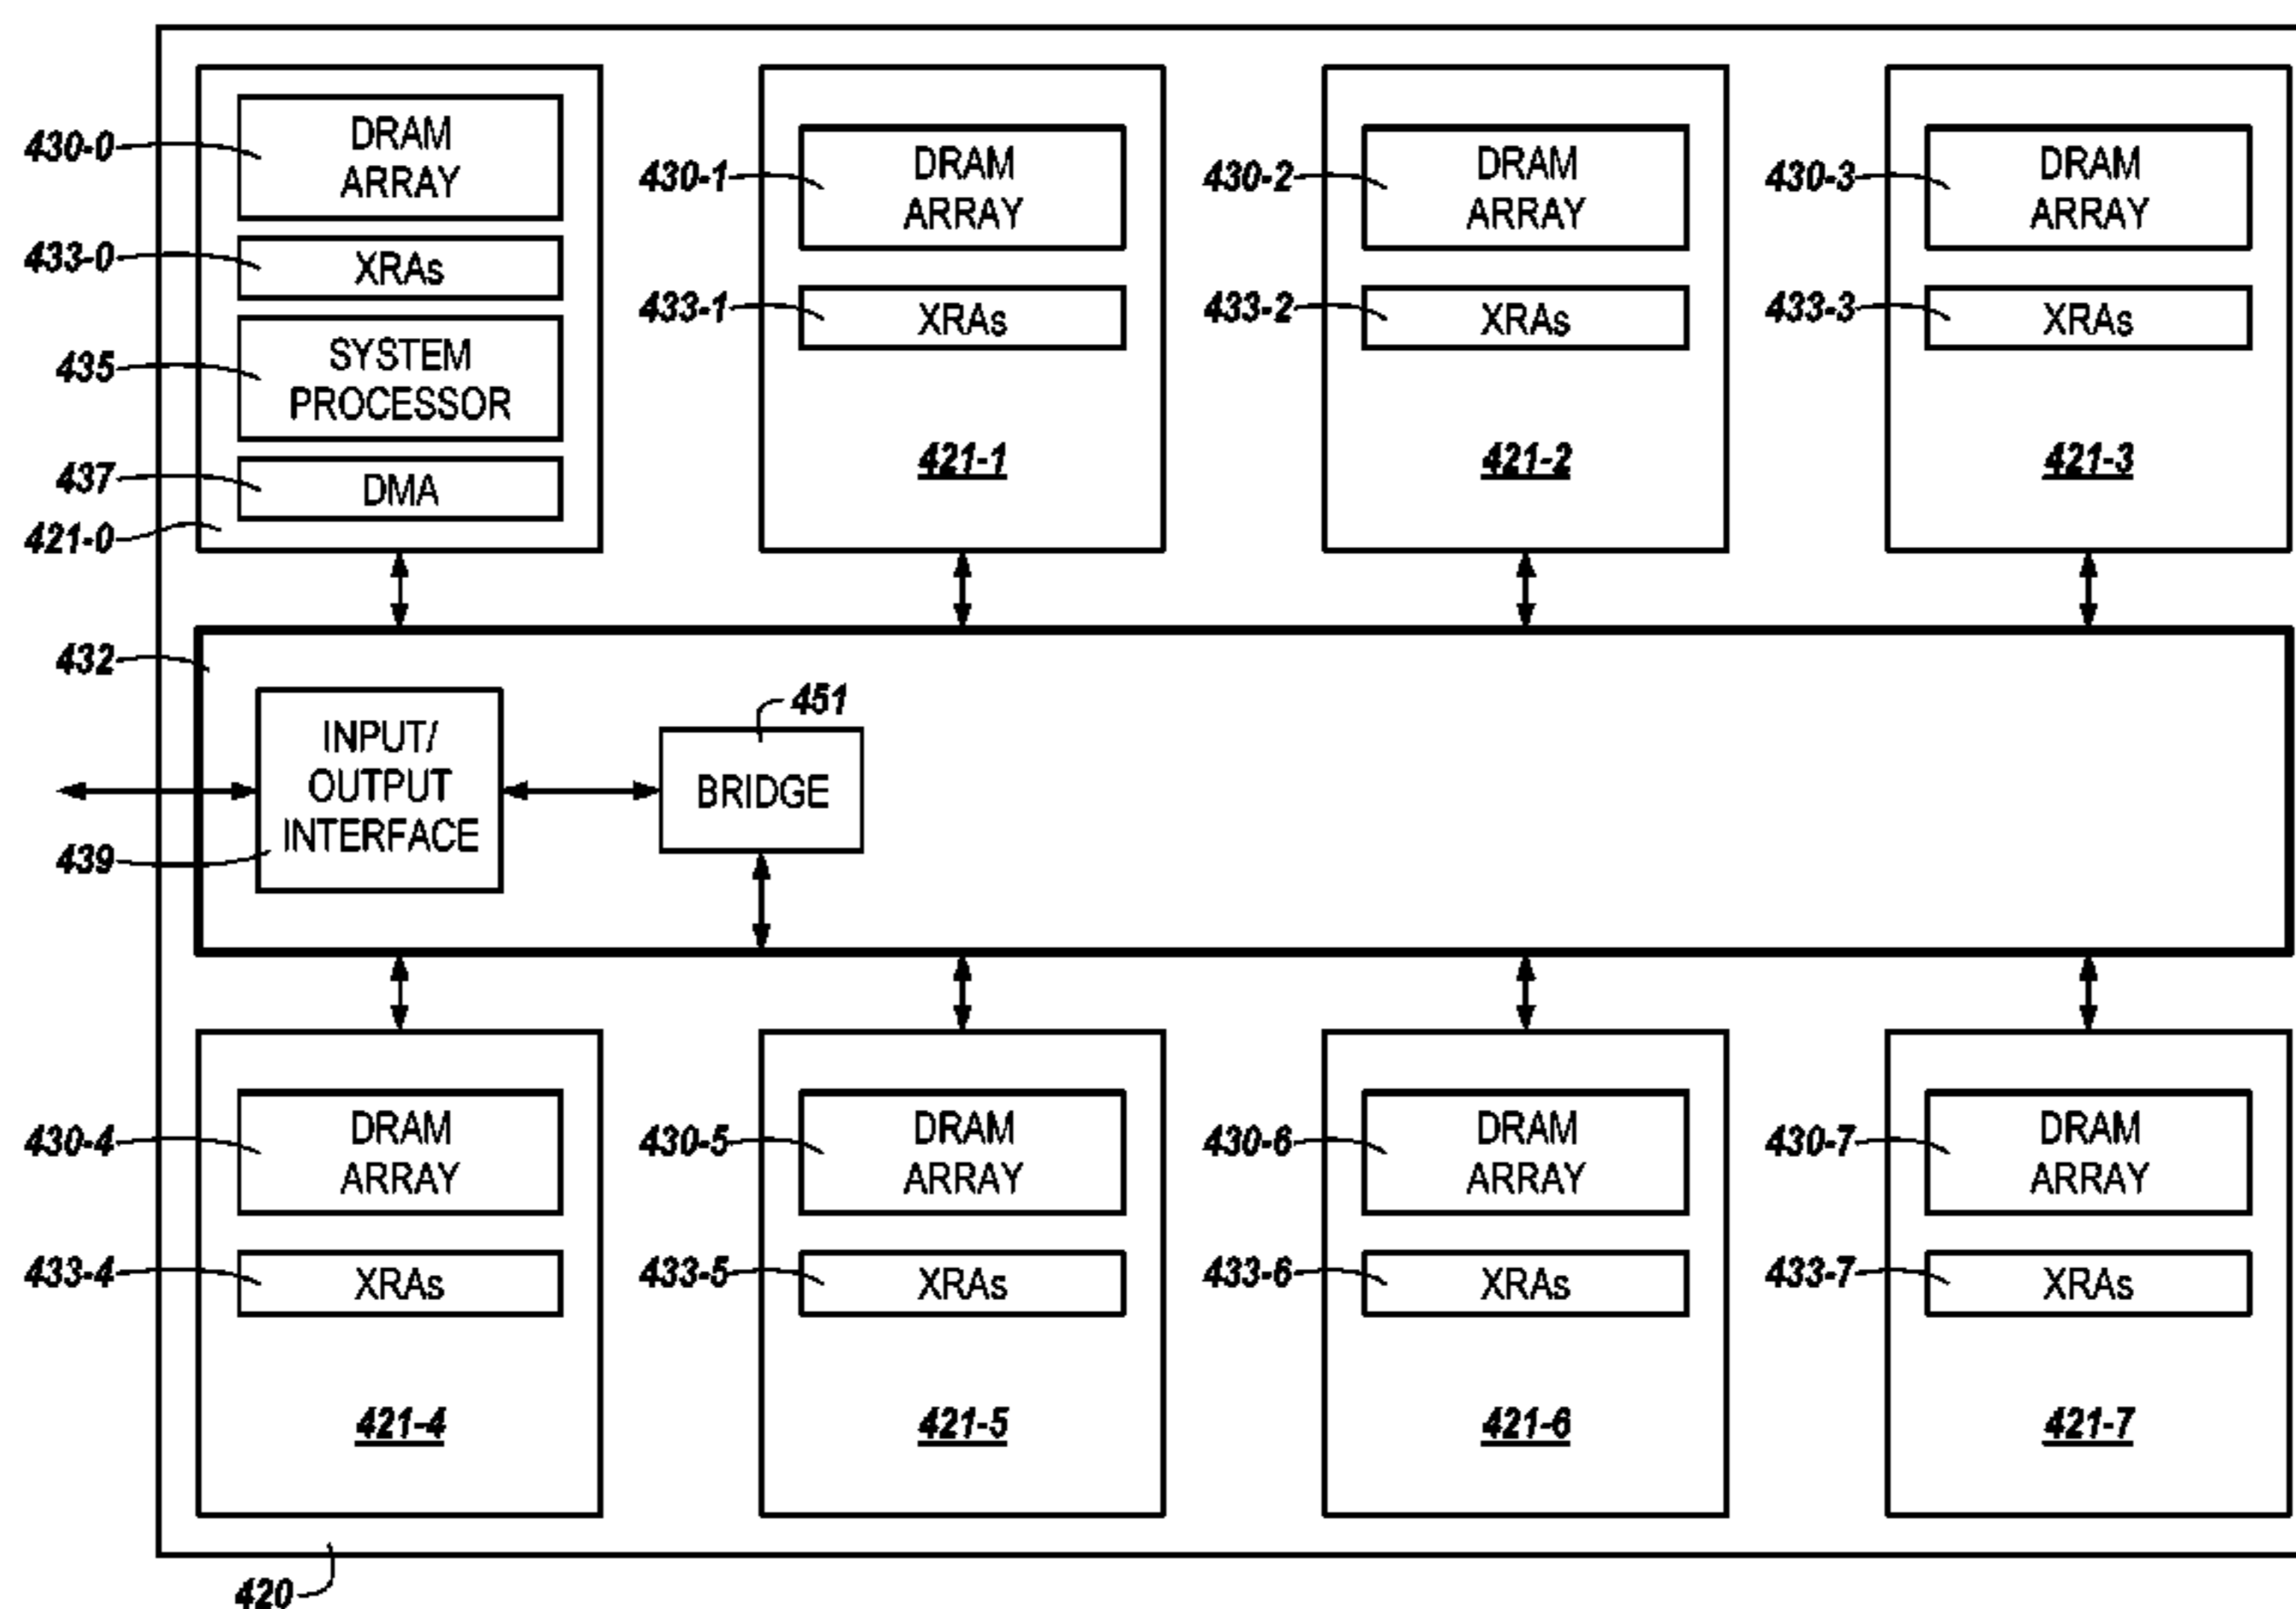 430-0
DRAM
ARRAY
433-0
XRAs
435
SYSTEM
PROCESSOR
437
DMA
421-0
430-1
DRAM
ARRAY
433-1
XRAs
421-1
430-2
DRAM
ARRAY
433-2
XRAs
421-2
430-3
DRAM
ARRAY
433-3
XRAs
421-3
432
INPUT/
OUTPUT
INTERFACE
439
451
BRIDGE
430-4
DRAM
ARRAY
433-4
XRAs
421-4
430-5
DRAM
ARRAY
433-5
XRAs
421-5
430-6
DRAM
ARRAY
433-6
XRAs
421-6
430-7
DRAM
ARRAY
433-7
XRAs
421-7
420